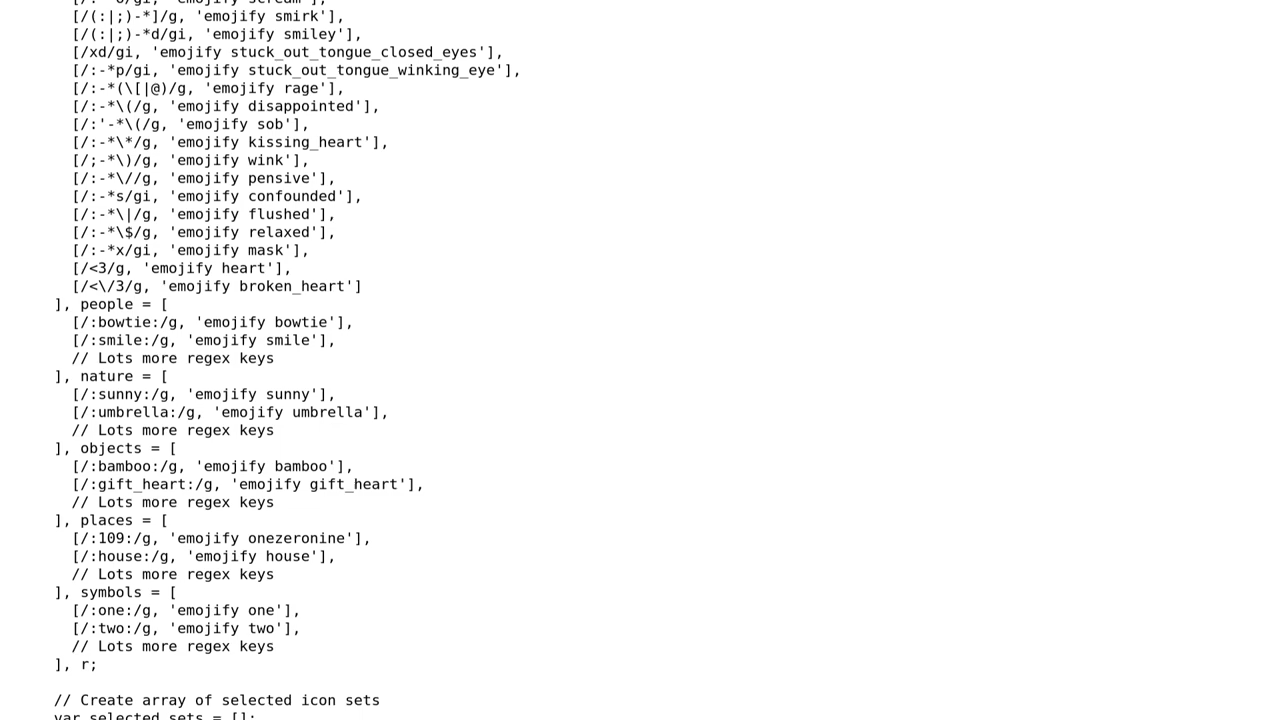 [/(:|;)-*]/g, 'emojify smirk'],
[/(:|;)-*d/gi, 'emojify smiley'],
[/xd/gi, 'emojify stuck_out_tongue_closed_eyes'],
[/:-*p/gi, 'emojify stuck_out_tongue_winking_eye'],
[/:-*(\[|@)/g, 'emojify rage'],
[/:-*\(/g, 'emojify disappointed'],
[/:'-*\(/g, 'emojify sob'],
[/:-*\*/g, 'emojify kissing_heart'],
[/;-*\)/g, 'emojify wink'],
[/:-*\//g, 'emojify pensive'],
[/:-*s/gi, 'emojify confounded'],
[/:-*\|/g, 'emojify flushed'],
[/:-*\$/g, 'emojify relaxed'],
[/:-*x/gi, 'emojify mask'],
[/<3/g, 'emojify heart'],
[/<\/3/g, 'emojify broken_heart']
], people = [
[/:bowtie:/g, 'emojify bowtie'],
[/:smile:/g, 'emojify smile'],
// Lots more regex keys
], nature = [
[/:sunny:/g, 'emojify sunny'],
[/:umbrella:/g, 'emojify umbrella'],
// Lots more regex keys
], objects = [
[/:bamboo:/g, 'emojify bamboo'],
[/:gift_heart:/g, 'emojify gift_heart'],
// Lots more regex keys
], places = [
[/:109:/g, 'emojify onezeronine'],
[/:house:/g, 'emojify house'],
// Lots more regex keys
], symbols = [
[/:one:/g, 'emojify one'],
[/:two:/g, 'emojify two'],
// Lots more regex keys
], r;
// Create array of selected icon sets
var selected_sets = [];